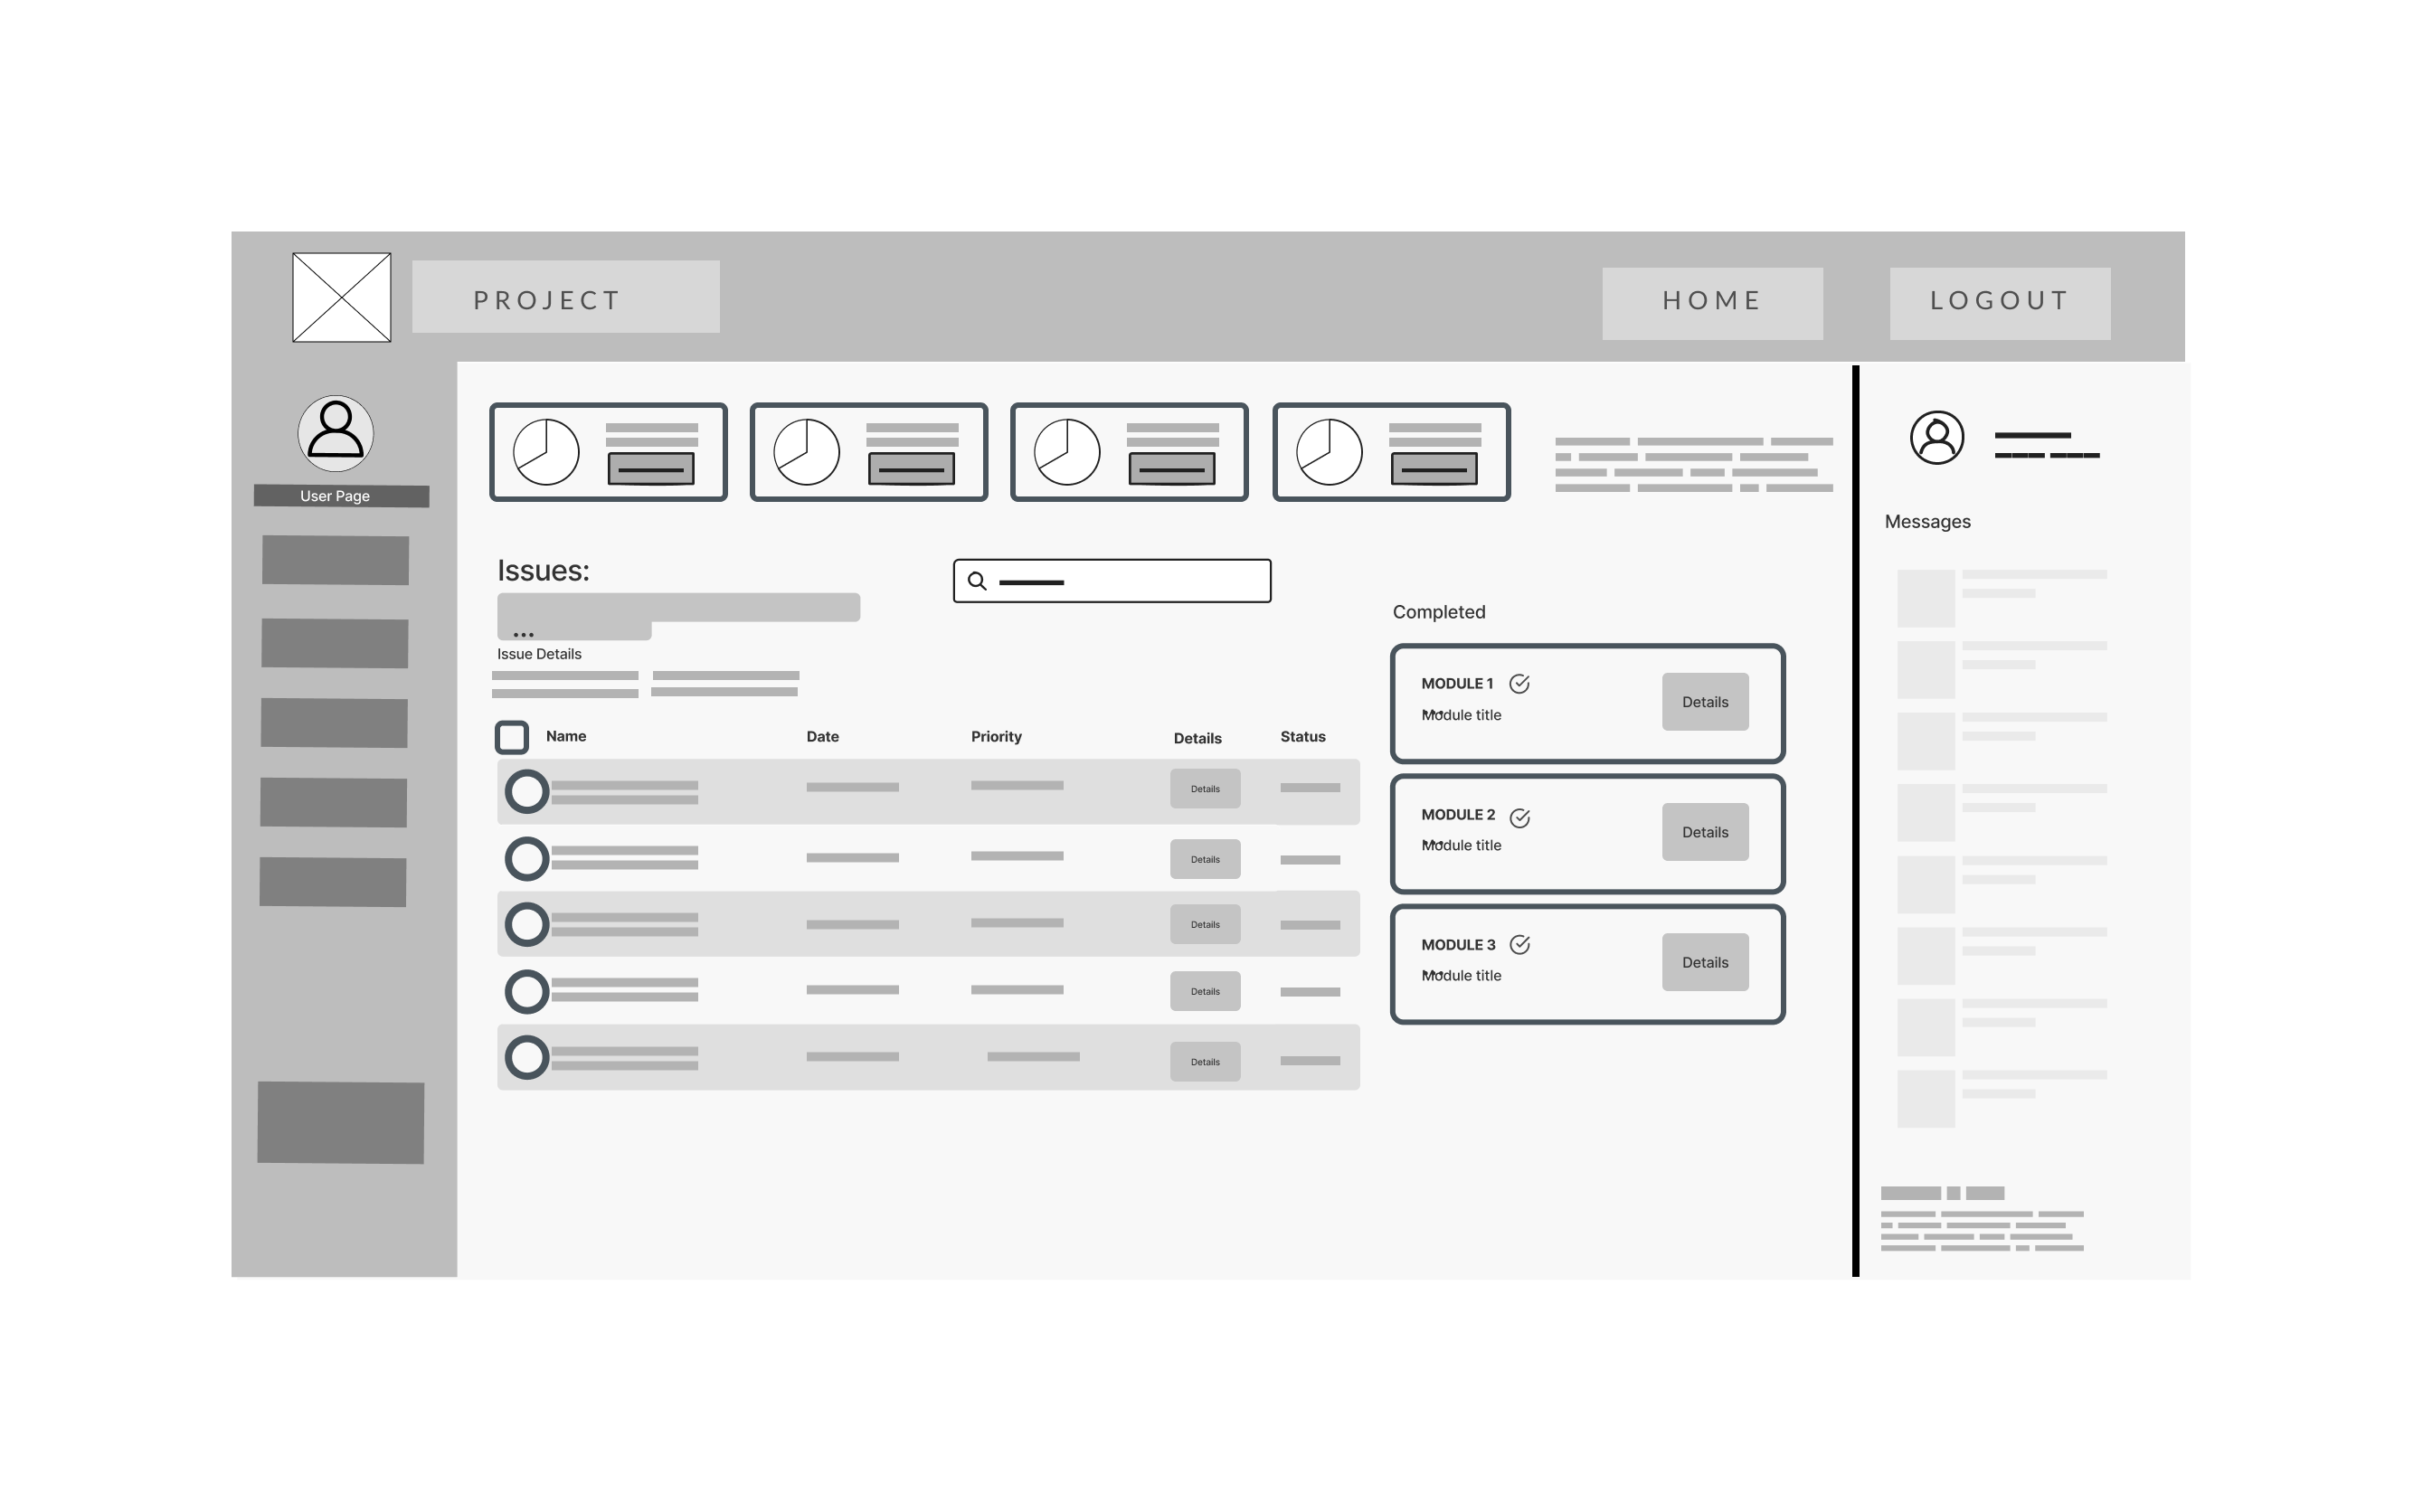 PROJECT
HOME
LOGOUT
User Page
Messages
Issues:
...
Issue Details
Completed
Name Date Priority Details Status
Details
Details
Details
Details
Details
MODULE 1
Module title
Details
MODULE 2
Module title
Details
MODULE 3
Module title
Details